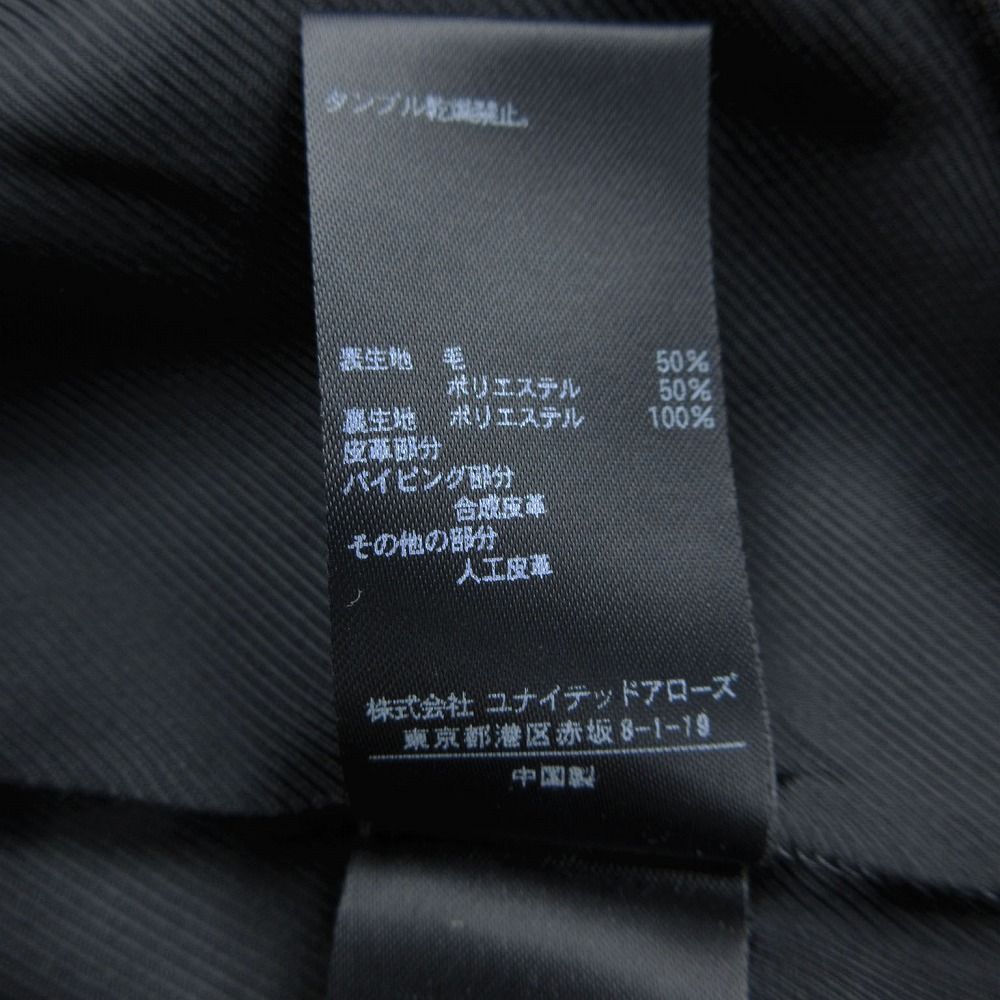 タンブル乾燥禁止。
表生地 毛 50%
ポリエステル 50%
裏生地 ポリエステル 100%
皮革部分
パイピング部分
合成皮革
その他の部分
人工皮革
株式会社 ユナイテッドアローズ
東京都港区赤坂8-1-19
中国製